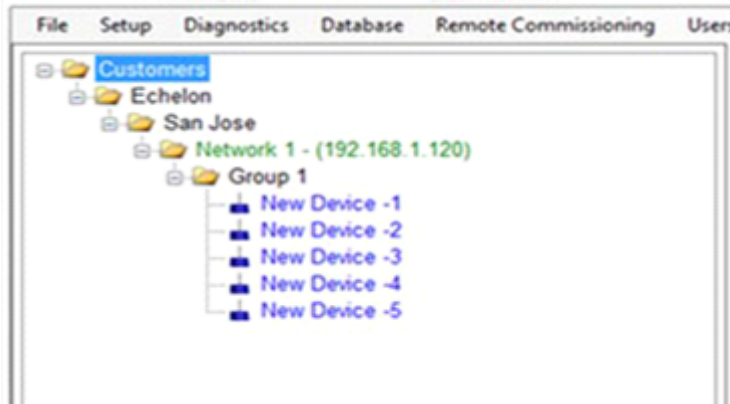 File Setup Diagnostics Database Remote Commissioning Users
Customers
Echelon
San Jose
Network 1 - (192.168.1.120)
Group 1
New Device -1
New Device -2
New Device -3
New Device -4
New Device -5